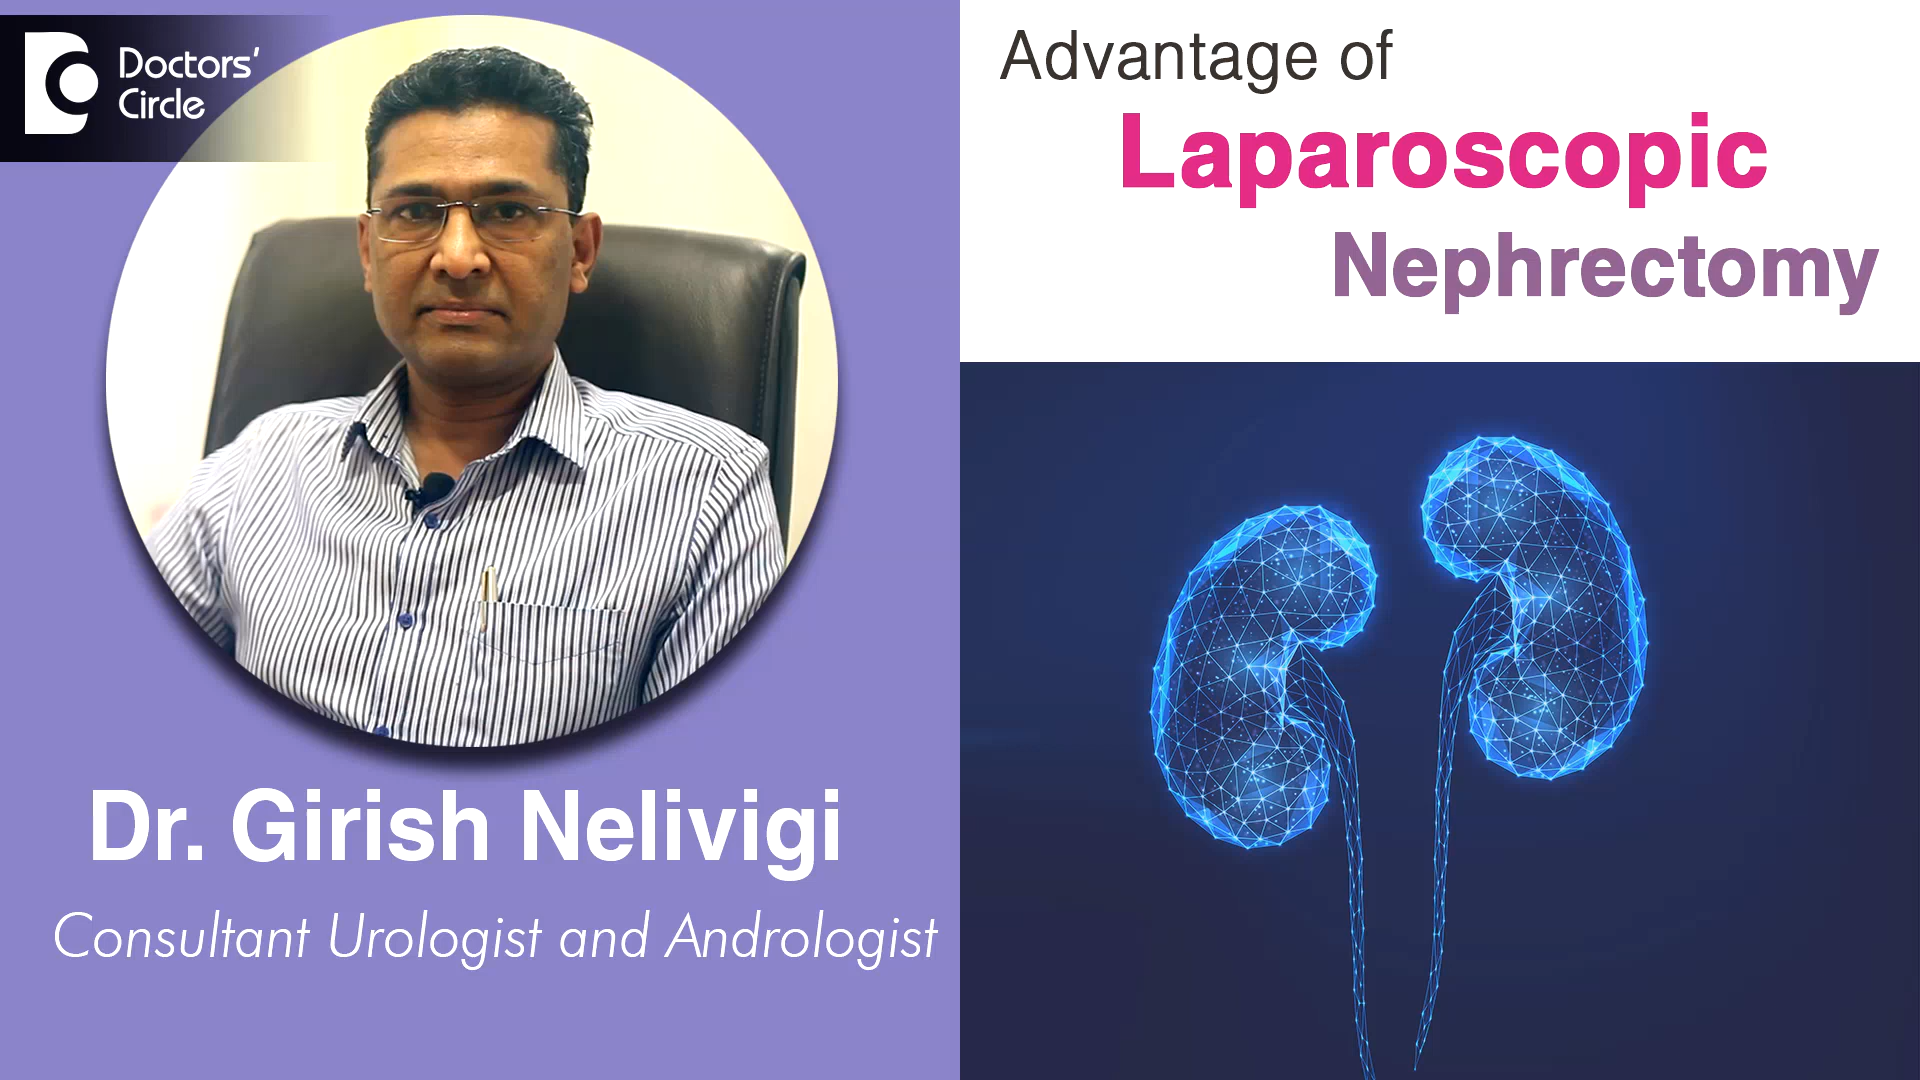 Doctors'
Circle
Dr. Girish Nelivigi
Consultant Urologist and Andrologist
Advantage of
Laparoscopic
Nephrectomy